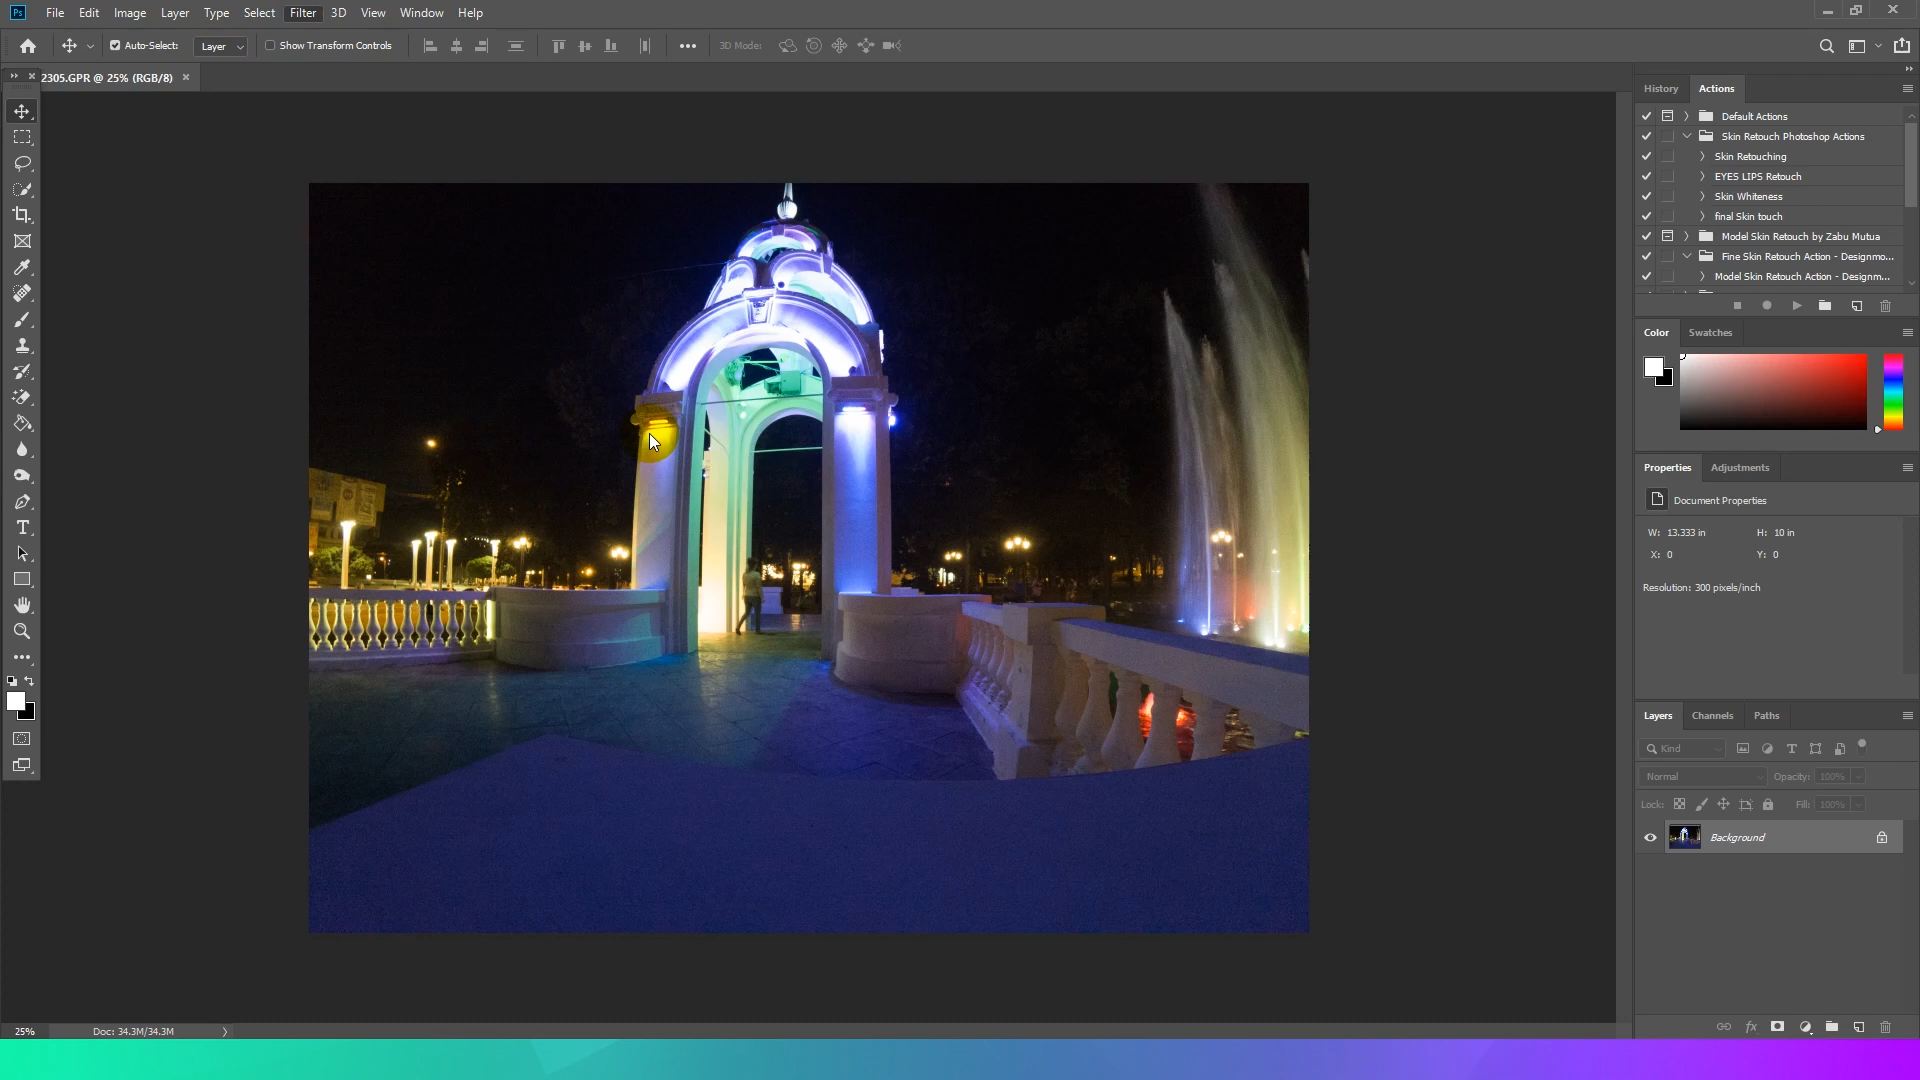 Ps File Edit Image Layer Type Select Filter 3D View Window Help
Auto-Select: Layer Show Transform Controls 3D Mode:
2305.GPR @ 25% (RGB/8)
History Actions
Default Actions
Skin Retouch Photoshop Actions
Skin Retouching
EYES LIPS Retouch
Skin Whiteness
final Skin touch
Model Skin Retouch by Zabu Mutua
Fine Skin Retouch Action - Designmo...
Model Skin Retouch Action - Designm...
Color Swatches
Properties Adjustments
Document Properties
W: 13.333 in H: 10 in
X: 0 Y: 0
Resolution: 300 pixels/inch
Layers Channels Paths
Kind
Normal Opacity: 100%
Lock: Fill: 100%
Background
fx
25% Doc: 34.3M/34.3M